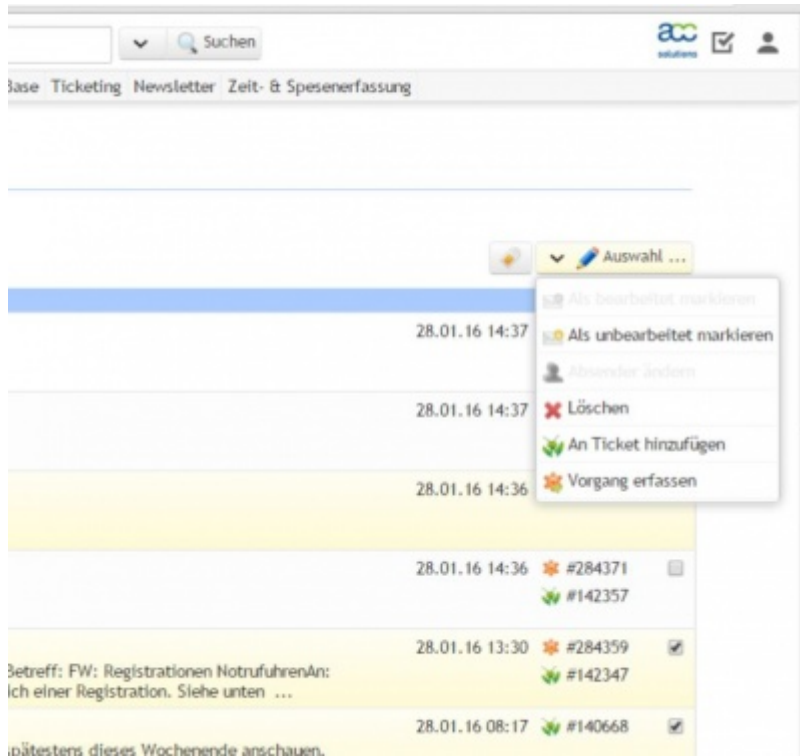 Suchen
acc
solutions
Base Ticketing Newsletter Zeit- & Spesenerfassung
Auswahl ...
Als bearbeitet markieren
28.01.16 14:37
Als unbearbeitet markieren
Absender ändern
28.01.16 14:37
Löschen
An Ticket hinzufügen
28.01.16 14:36
Vorgang erfassen
28.01.16 14:36 #284371
#142357
28.01.16 13:30 #284359
Betreff: FW: Registrationen NotrufuhrenAn:
#142347
ich einer Registration. Siehe unten ...
28.01.16 08:17 #140668
spätestens dieses Wochenende anschauen.